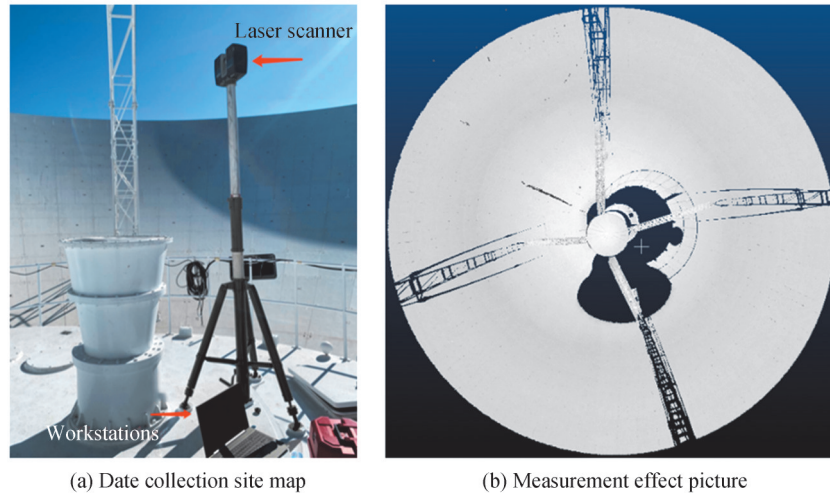 Laser scanner
Workstations
(a) Date collection site map
(b) Measurement effect picture